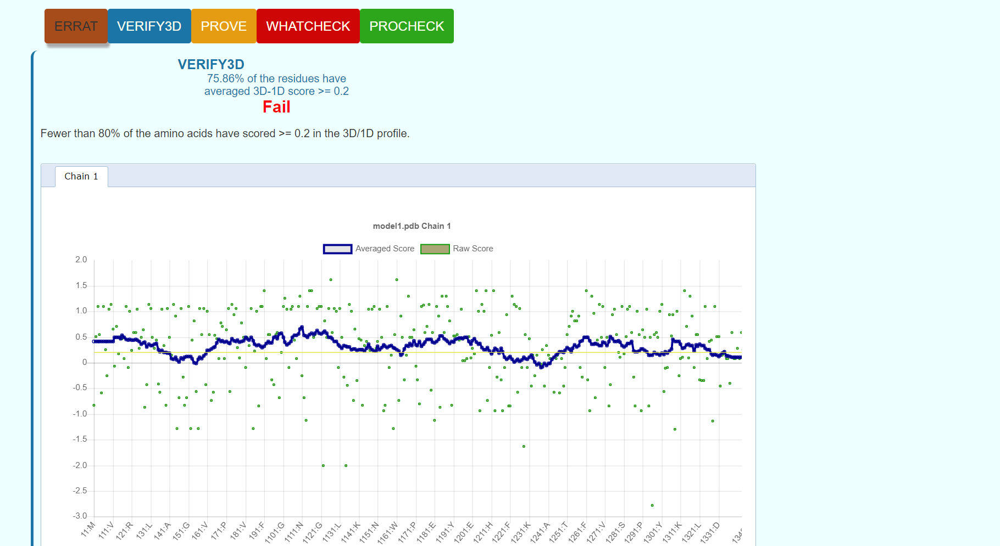 ERRAT VERIFY3D PROVE WHATCHECK PROCHECK
VERIFY3D
75.86% of the residues have
averaged 3D-1D score >= 0.2
Fail
Fewer than 80% of the amino acids have scored >= 0.2 in the 3D/1D profile.
Chain 1
model1.pdb Chain 1
Averaged Score Raw Score
2.0
1.5
1.0
0.5
0
-0.5
-1.0
-1.5
-2.0
-2.5
-3.0
11:M 111:V 121:R 131:L 141:A 151:G 161:V 171:P 181:V 191:F 1101:G 1111:N 1121:G 1131:L 1141:K 1151:N 1161:W 1171:P 1181:E 1191:Y 1201:E 1211:H 1221:F 1231:K 1241:A 1251:T 1261:F 1271:V 1281:S 1291:P 1301:Y 1311:K 1321:L 1331:D